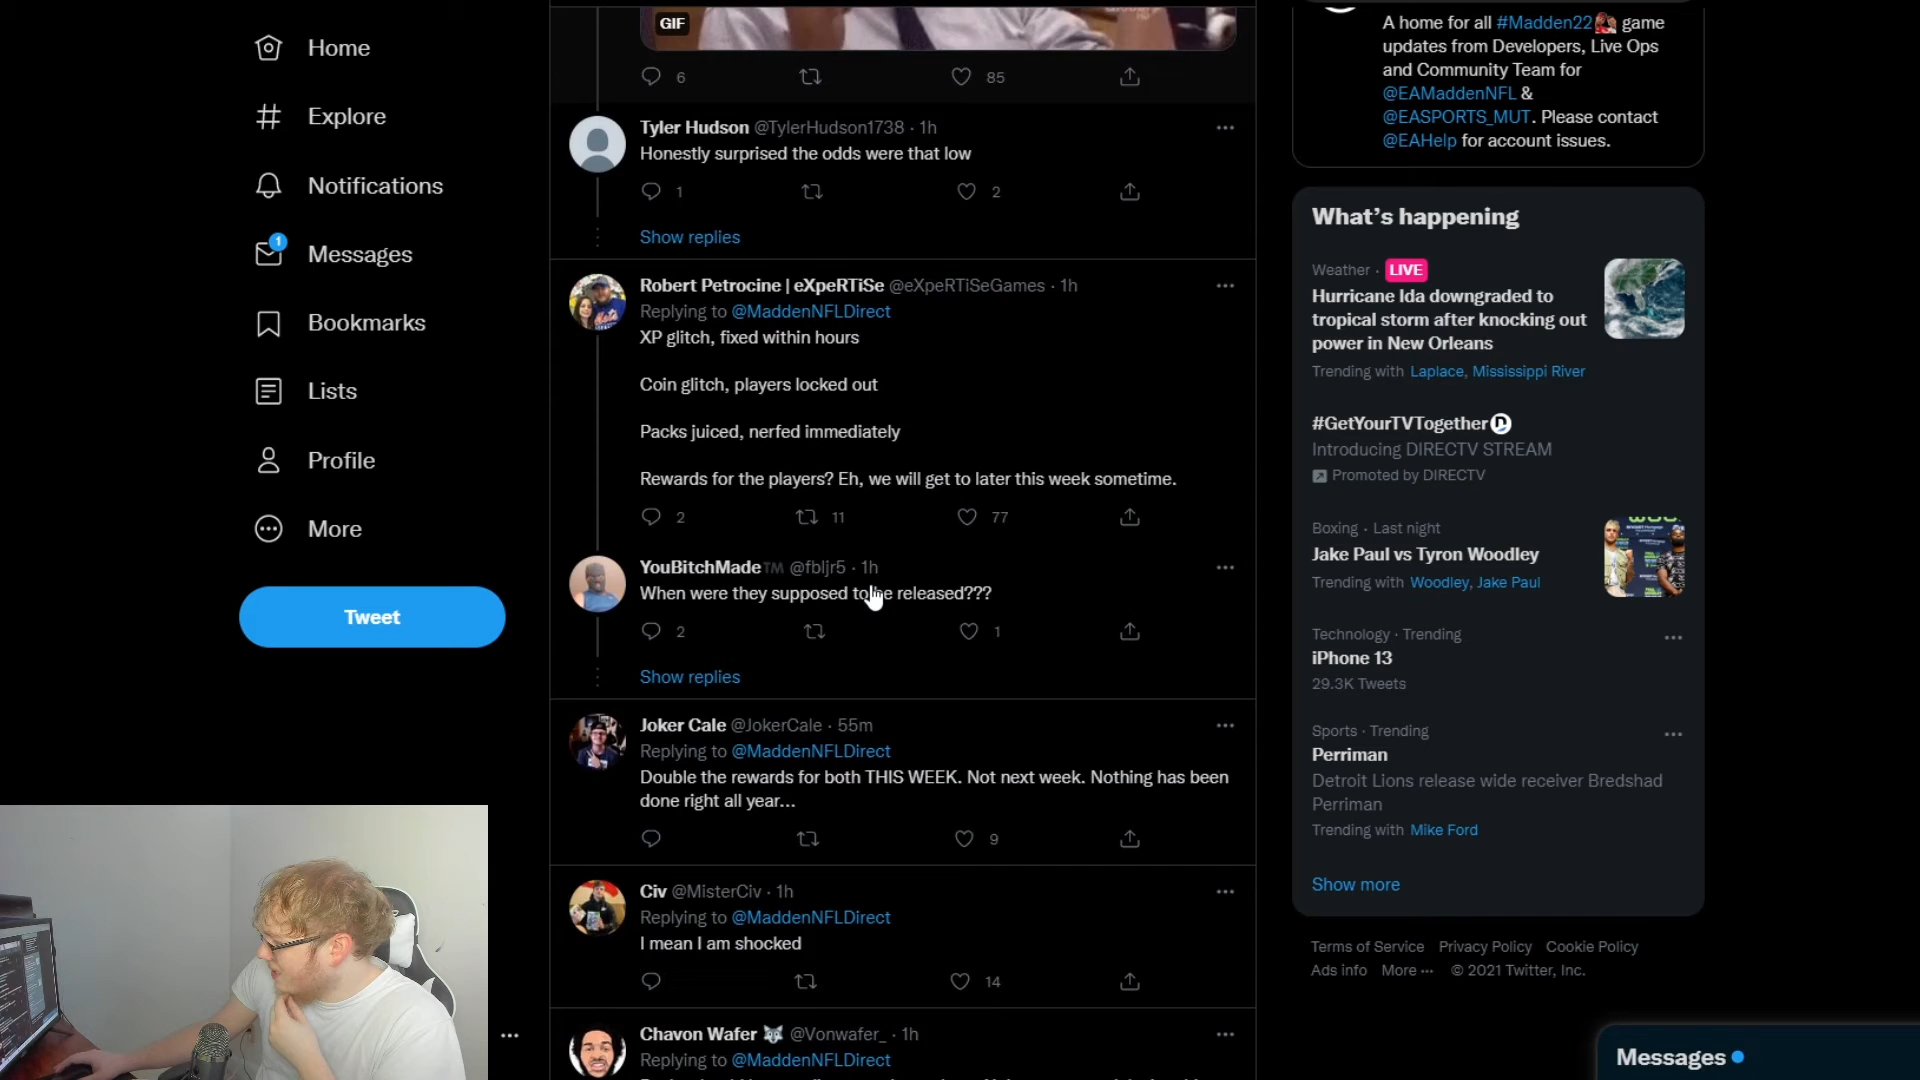 Home
Explore
Notifications
1
Messages
Bookmarks
Lists
Profile
More
Tweet
GIF
6
85
Tyler Hudson @TylerHudson1738 · 1h
Honestly surprised the odds were that low
1
2
Show replies
Robert Petrocine | eXpeRTiSe @eXpeRTiSeGames · 1h
Replying to @MaddenNFLDirect
XP glitch, fixed within hours
Coin glitch, players locked out
Packs juiced, nerfed immediately
Rewards for the players? Eh, we will get to later this week sometime.
2
11
77
YouBitchMade™ @fbljr5 · 1h
When were they supposed to be released???
2
1
Show replies
Joker Cale @JokerCale · 55m
Replying to @MaddenNFLDirect
Double the rewards for both THIS WEEK. Not next week. Nothing has been
done right all year...
9
Civ @MisterCiv · 1h
Replying to @MaddenNFLDirect
I mean I am shocked
14
Chavon Wafer @Vonwafer_ · 1h
Replying to @MaddenNFLDirect
A home for all #Madden22 game
updates from Developers, Live Ops
and Community Team for
@EAMaddenNFL &
@EASPORTS_MUT. Please contact
@EAHelp for account issues.
What's happening
Weather · LIVE
Hurricane Ida downgraded to
tropical storm after knocking out
power in New Orleans
Trending with Laplace, Mississippi River
#GetYourTVTogether
Introducing DIRECTV STREAM
Promoted by DIRECTV
Boxing · Last night
Jake Paul vs Tyron Woodley
Trending with Woodley, Jake Paul
Technology · Trending
iPhone 13
29.3K Tweets
Sports · Trending
Perriman
Detroit Lions release wide receiver Breshad
Perriman
Trending with Mike Ford
Show more
Terms of Service Privacy Policy Cookie Policy
Ads info More ··· © 2021 Twitter, Inc.
Messages